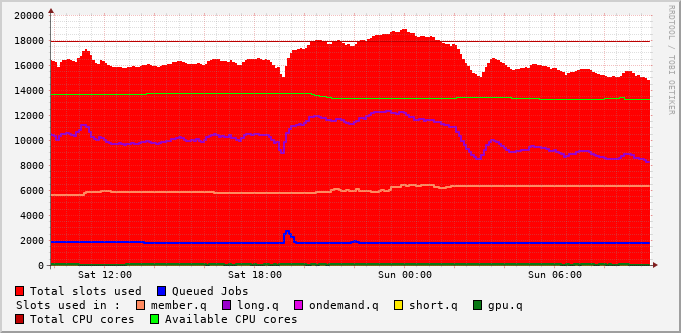 RRDTOOL / TOBI OETIKER
20000
18000
16000
14000
12000
10000
8000
6000
4000
2000
0
Sat 12:00 Sat 18:00 Sun 00:00 Sun 06:00
Total slots used Queued Jobs
Slots used in : member.q long.q ondemand.q short.q gpu.q
Total CPU cores Available CPU cores